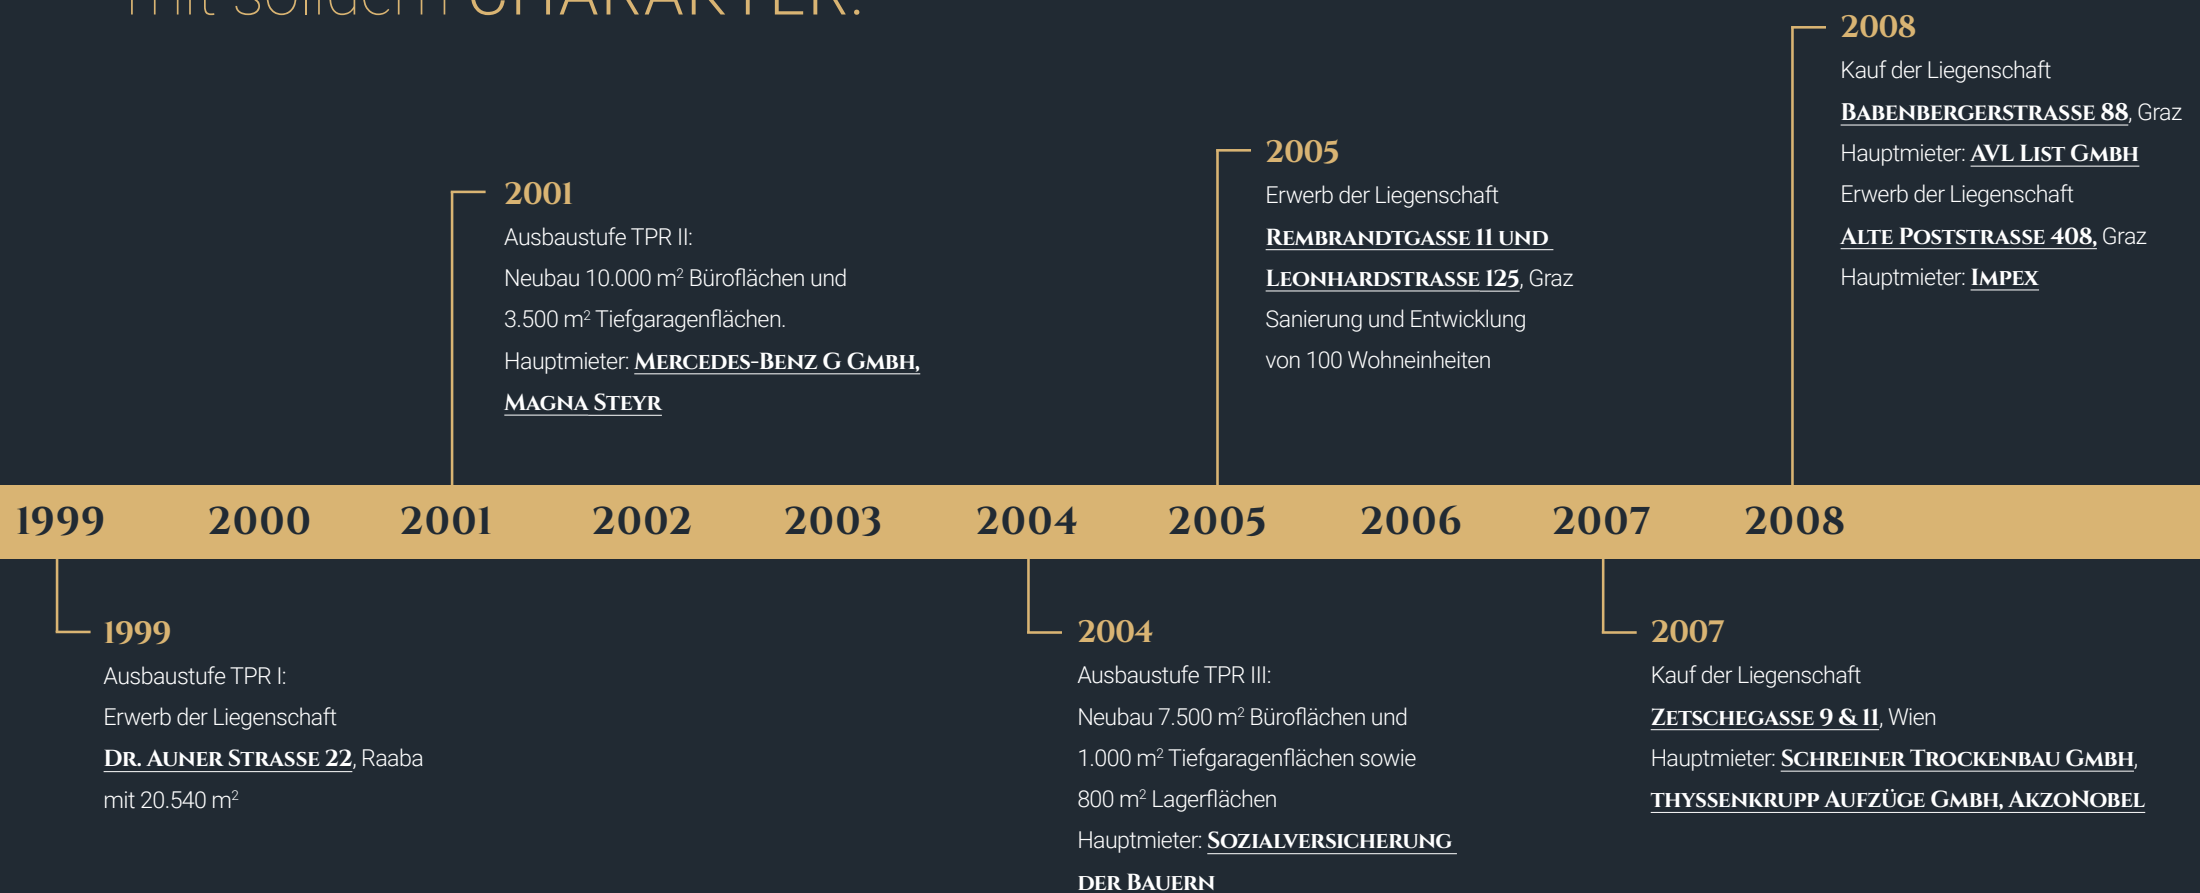 mit solidem CHARAKTER.
2008
Kauf der Liegenschaft
BABENBERGERSTRASSE 88, Graz
Hauptmieter: AVL LIST GMBH
Erwerb der Liegenschaft
ALTE POSTSTRASSE 408, Graz
Hauptmieter: IMPEX
2005
Erwerb der Liegenschaft
REMBRANDTGASSE 11 UND
LEONHARDSTRASSE 125, Graz
Sanierung und Entwicklung
von 100 Wohneinheiten
2001
Ausbaustufe TPR II:
Neubau 10.000 m² Büroflächen und
3.500 m² Tiefgaragenflächen.
Hauptmieter: MERCEDES-BENZ G GMBH,
MAGNA STEYR
1999 2000 2001 2002 2003 2004 2005 2006 2007 2008
1999
Ausbaustufe TPR I:
Erwerb der Liegenschaft
DR. AUNER STRASSE 22, Raaba
mit 20.540 m²
2004
Ausbaustufe TPR III:
Neubau 7.500 m² Büroflächen und
1.000 m² Tiefgaragenflächen sowie
800 m² Lagerflächen
Hauptmieter: SOZIALVERSICHERUNG
DER BAUERN
2007
Kauf der Liegenschaft
ZETSCHEGASSE 9 & 11, Wien
Hauptmieter: SCHREINER TROCKENBAU GMBH,
THYSSENKRUPP AUFZÜGE GMBH, AKZONOBEL